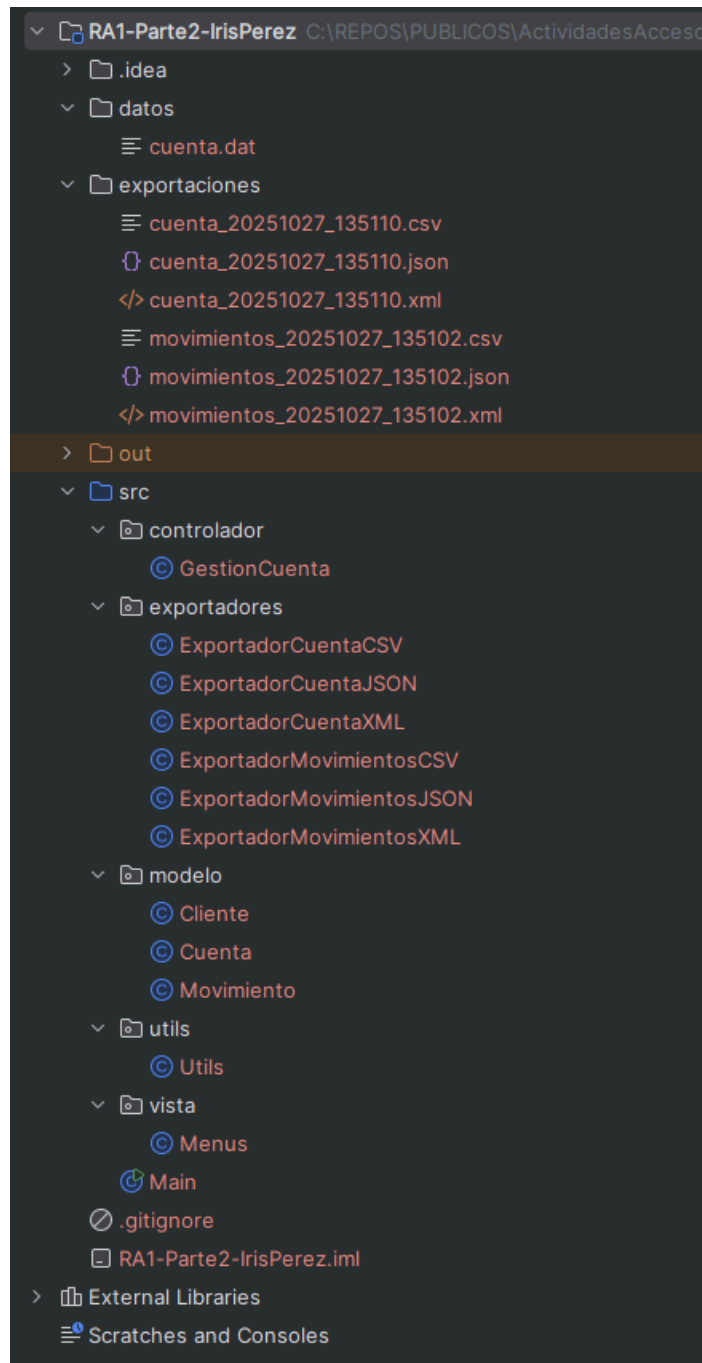 RA1-Parte2-IrisPerez C:\REPOS\PUBLICOS\ActividadesAcceso
.idea
datos
cuenta.dat
exportaciones
cuenta_20251027_135110.csv
cuenta_20251027_135110.json
cuenta_20251027_135110.xml
movimientos_20251027_135102.csv
movimientos_20251027_135102.json
movimientos_20251027_135102.xml
out
src
controlador
GestionCuenta
exportadores
ExportadorCuentaCSV
ExportadorCuentaJSON
ExportadorCuentaXML
ExportadorMovimientosCSV
ExportadorMovimientosJSON
ExportadorMovimientosXML
modelo
Cliente
Cuenta
Movimiento
utils
Utils
vista
Menus
Main
.gitignore
RA1-Parte2-IrisPerez.iml
External Libraries
Scratches and Consoles